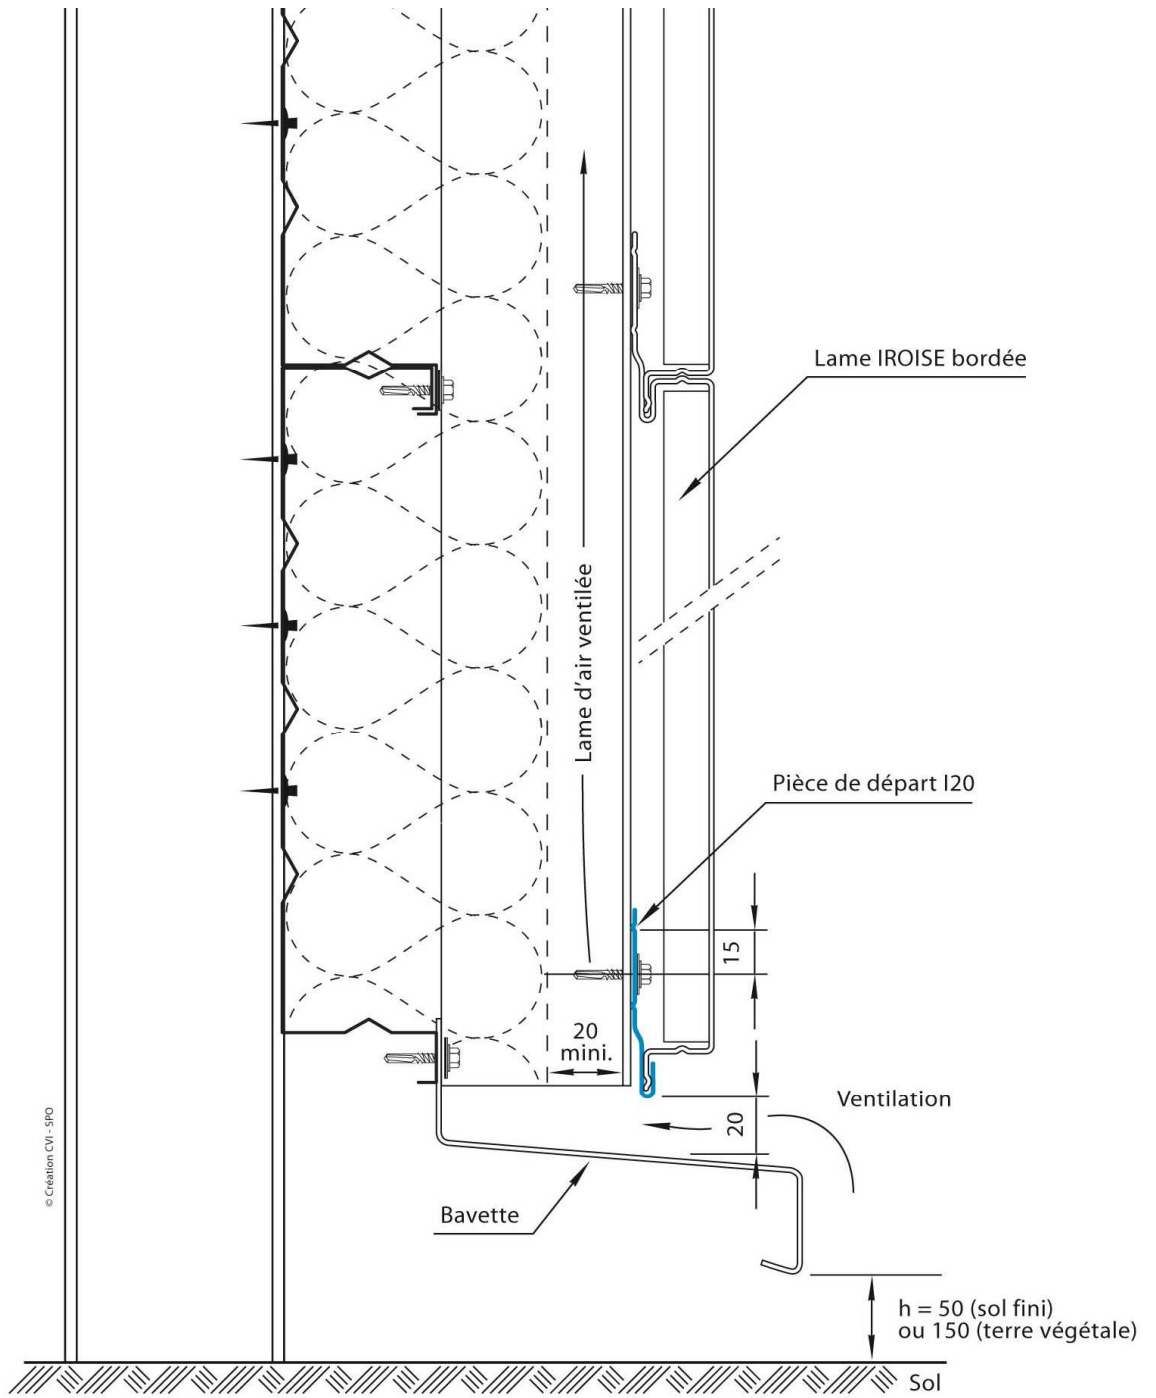 Lame IROISE bordée
Lame d'air ventilée
Pièce de départ I20
15
20
mini.
Ventilation
20
© Création CVI - SPO
Bavette
h = 50 (sol fini)
ou 150 (terre végétale)
Sol